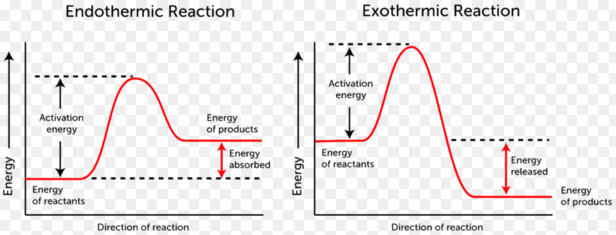 Endothermic Reaction
Energy
Activation
energy
Energy
of products
Energy
absorbed
Energy
of reactants
Direction of reaction
Exothermic Reaction
Energy
Activation
energy
Energy
of reactants
Energy
released
Energy
of products
Direction of reaction